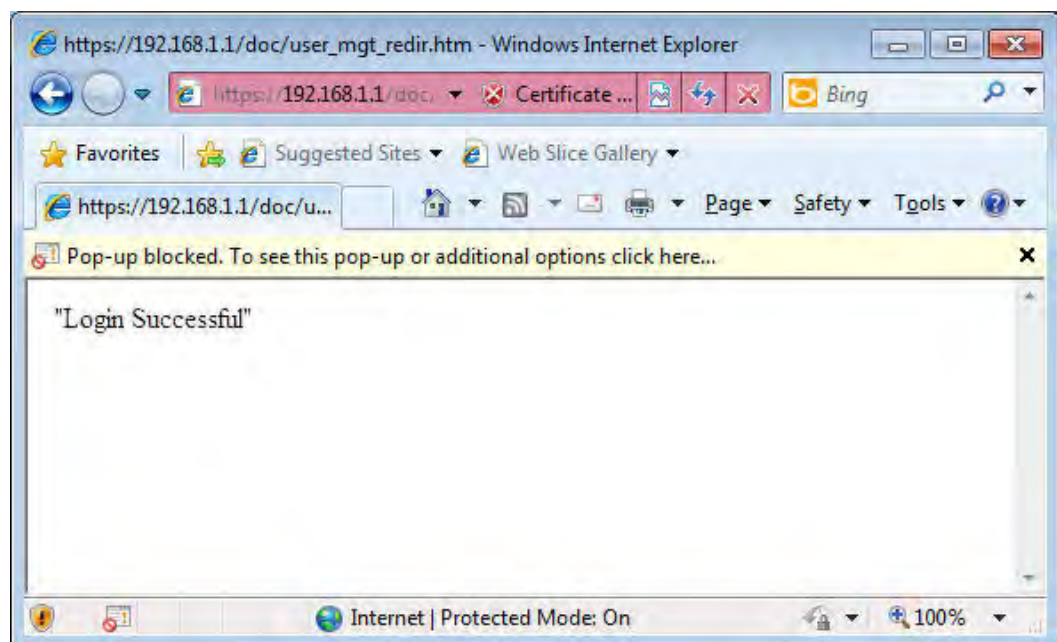 https://192.168.1.1/doc/user_mgt_redir.htm - Windows Internet Explorer
https://192.168.1.1/doc, Certificate ... Bing
Favorites Suggested Sites Web Slice Gallery
https://192.168.1.1/doc/u... Page Safety Tools
Pop-up blocked. To see this pop-up or additional options click here...
"Login Successful"
Internet | Protected Mode: On 100%